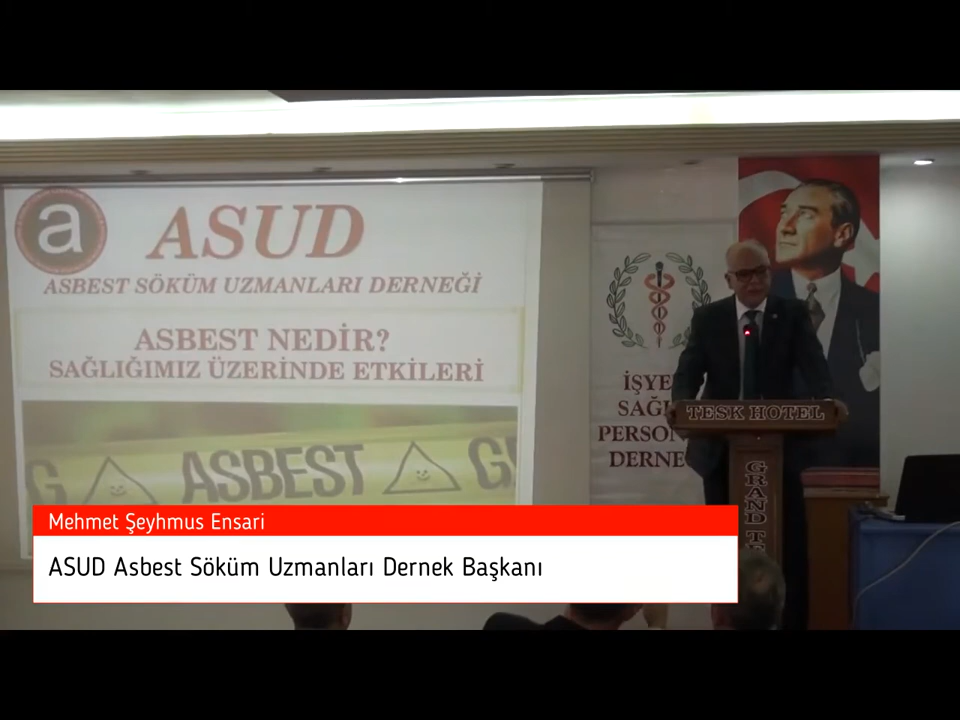 a
ASUD
ASBEST SÖKÜM UZMANLARI DERNEĞİ
ASBEST NEDİR?
SAĞLIĞIMIZ ÜZERİNDE ETKİLERİ
ASBEST
İŞYE
SAĞL
PERSON
DERNE
TESK HOTEL
GRAND TE
Mehmet Şeyhmus Ensari
ASUD Asbest Söküm Uzmanları Dernek Başkanı